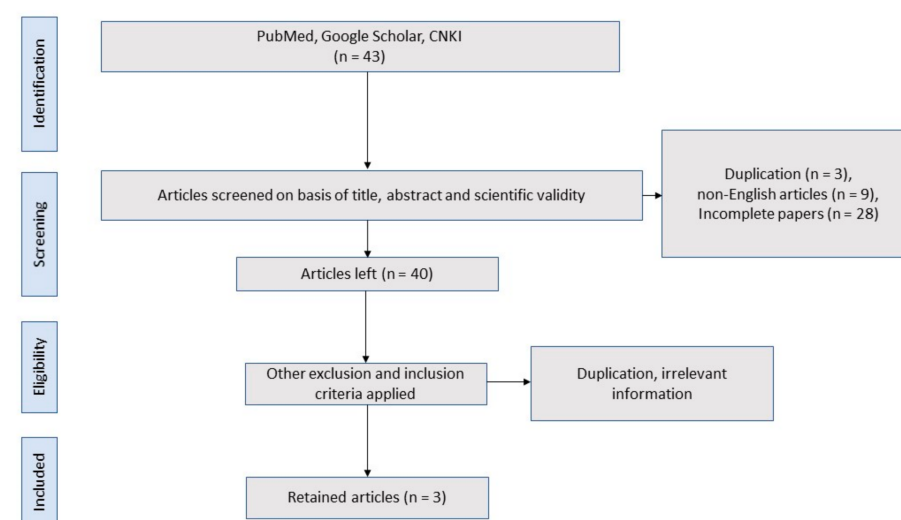 Identification
PubMed, Google Scholar, CNKI
(n = 43)
Screening
Articles screened on basis of title, abstract and scientific validity
Duplication (n = 3),
non-English articles (n = 9),
Incomplete papers (n = 28)
Articles left (n = 40)
Eligibility
Other exclusion and inclusion
criteria applied
Duplication, irrelevant
information
Included
Retained articles (n = 3)